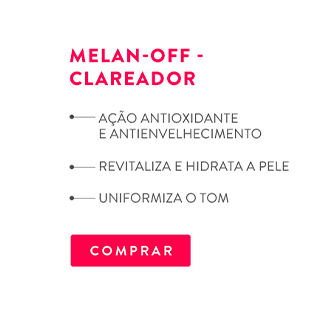 MELAN-OFF -
CLAREADOR
AÇÃO ANTIOXIDANTE
E ANTIENVELHECIMENTO
REVITALIZA E HIDRATA A PELE
UNIFORMIZA O TOM
COMPRAR